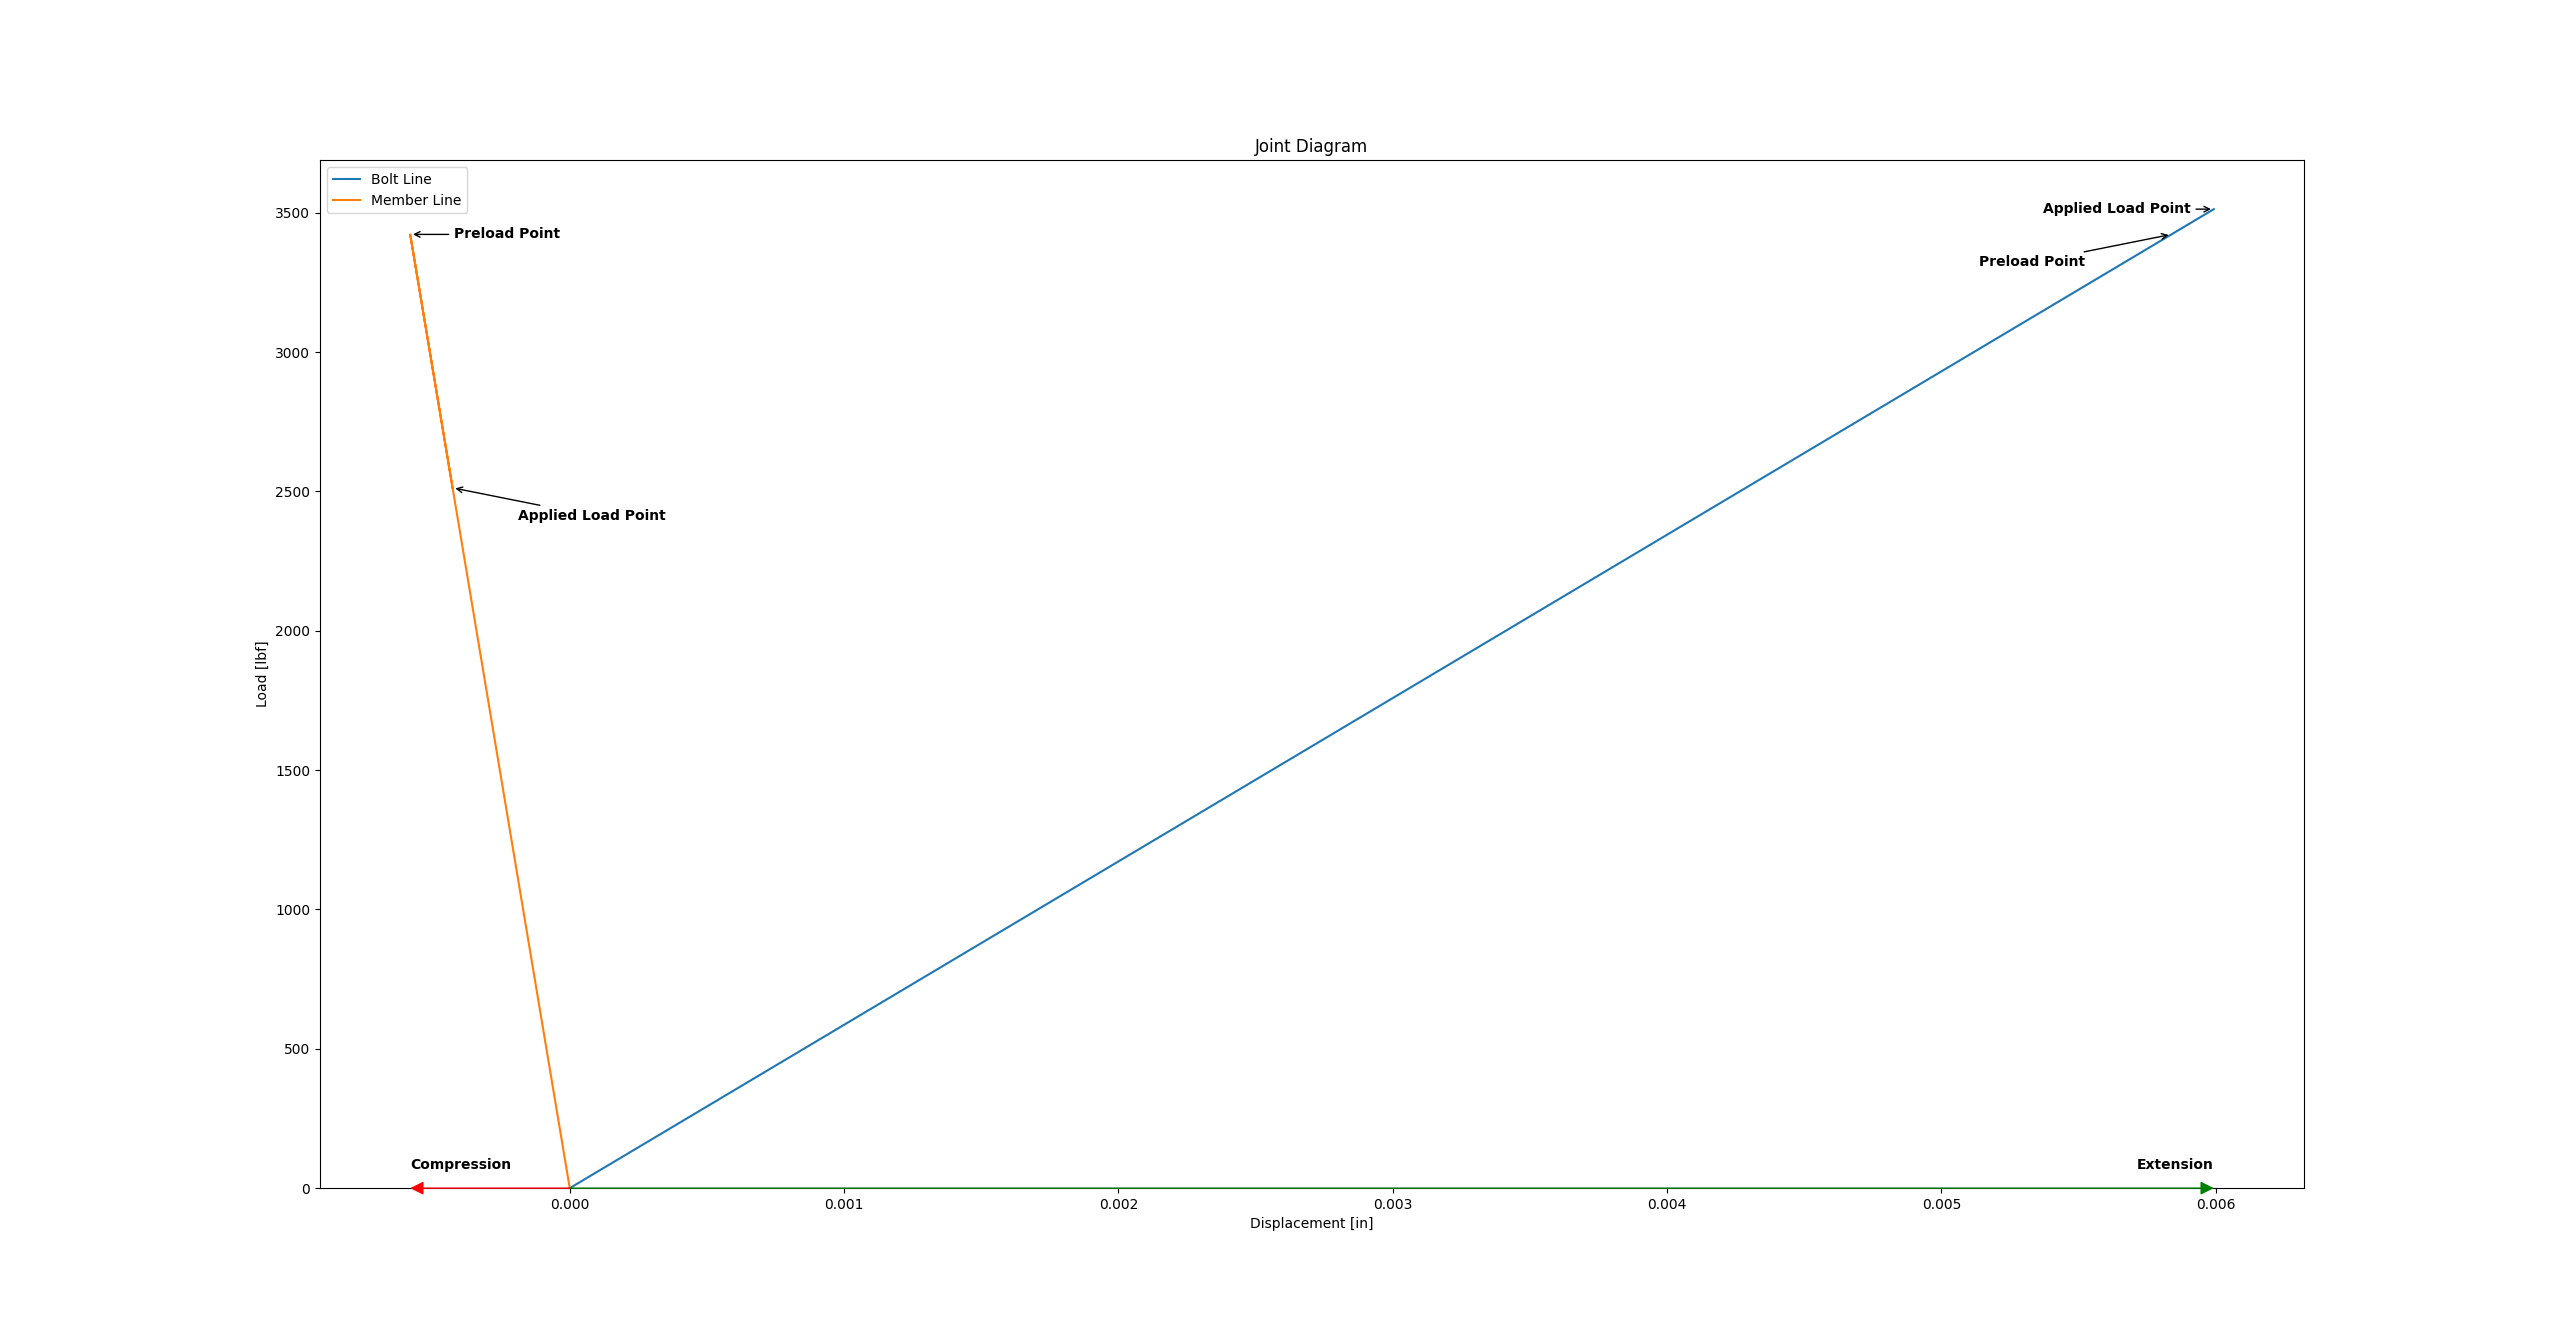 Joint Diagram
Bolt Line
Member Line
3500
3000
2500
2000
1500
1000
500
0
Load [lbf]
Preload Point
Applied Load Point
Applied Load Point
Preload Point
Compression
Extension
0.000
0.001
0.002
0.003
0.004
0.005
0.006
Displacement [in]